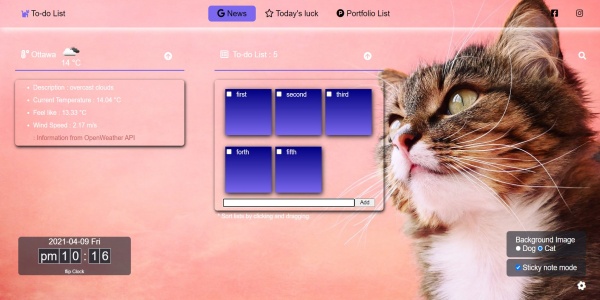 To-do List
News
Today's luck
Portfolio List
Ottawa
14 °C
To-do List : 5
Description : overcast clouds
Current Temperature : 14.04 °C
Feel like : 13.33 °C
Wind Speed : 2.17 m/s
- Information from OpenWeather API
first
second
third
forth
fifth
Add
* Sort lists by clicking and dragging.
2021-04-09 Fri
pm 10 : 16
flip Clock
Background Image
Dog Cat
Sticky note mode